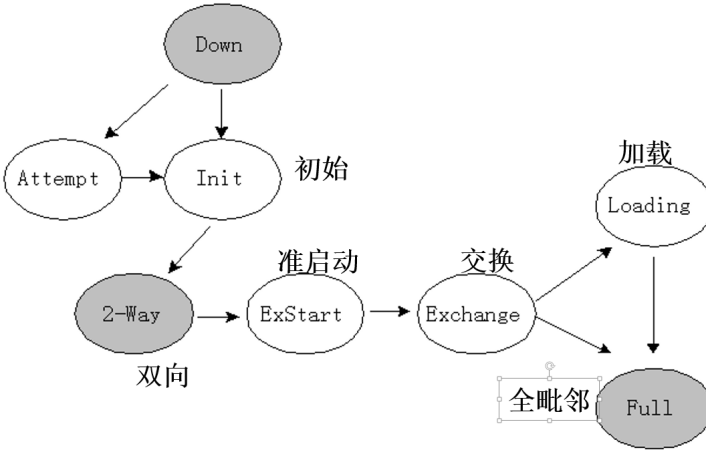 Down
Attempt
Init
初始
加载
Loading
准启动
交换
2-Way
ExStart
Exchange
双向
全毗邻
Full